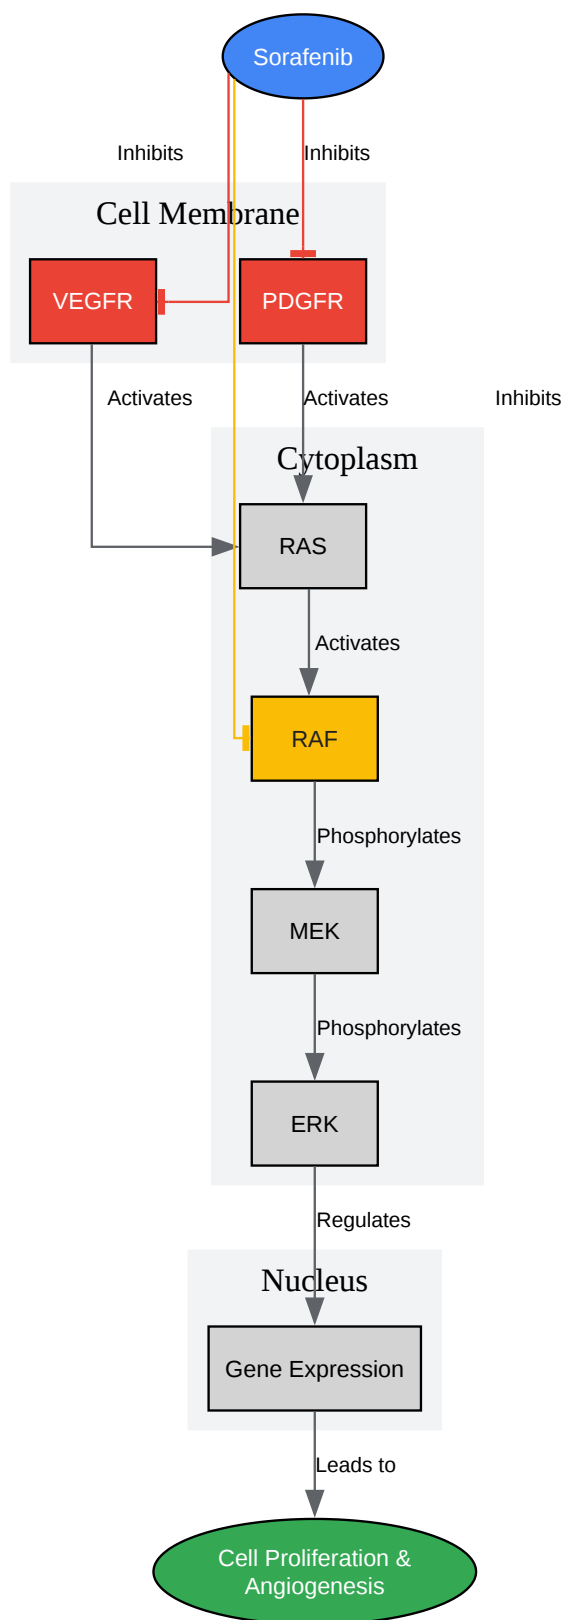 Sorafenib
Inhibits
Inhibits
Cell Membrane
VEGFR
PDGFR
Activates
Activates
Inhibits
Cytoplasm
RAS
Activates
RAF
Phosphorylates
MEK
Phosphorylates
ERK
Regulates
Nucleus
Gene Expression
Leads to
Cell Proliferation &
Angiogenesis